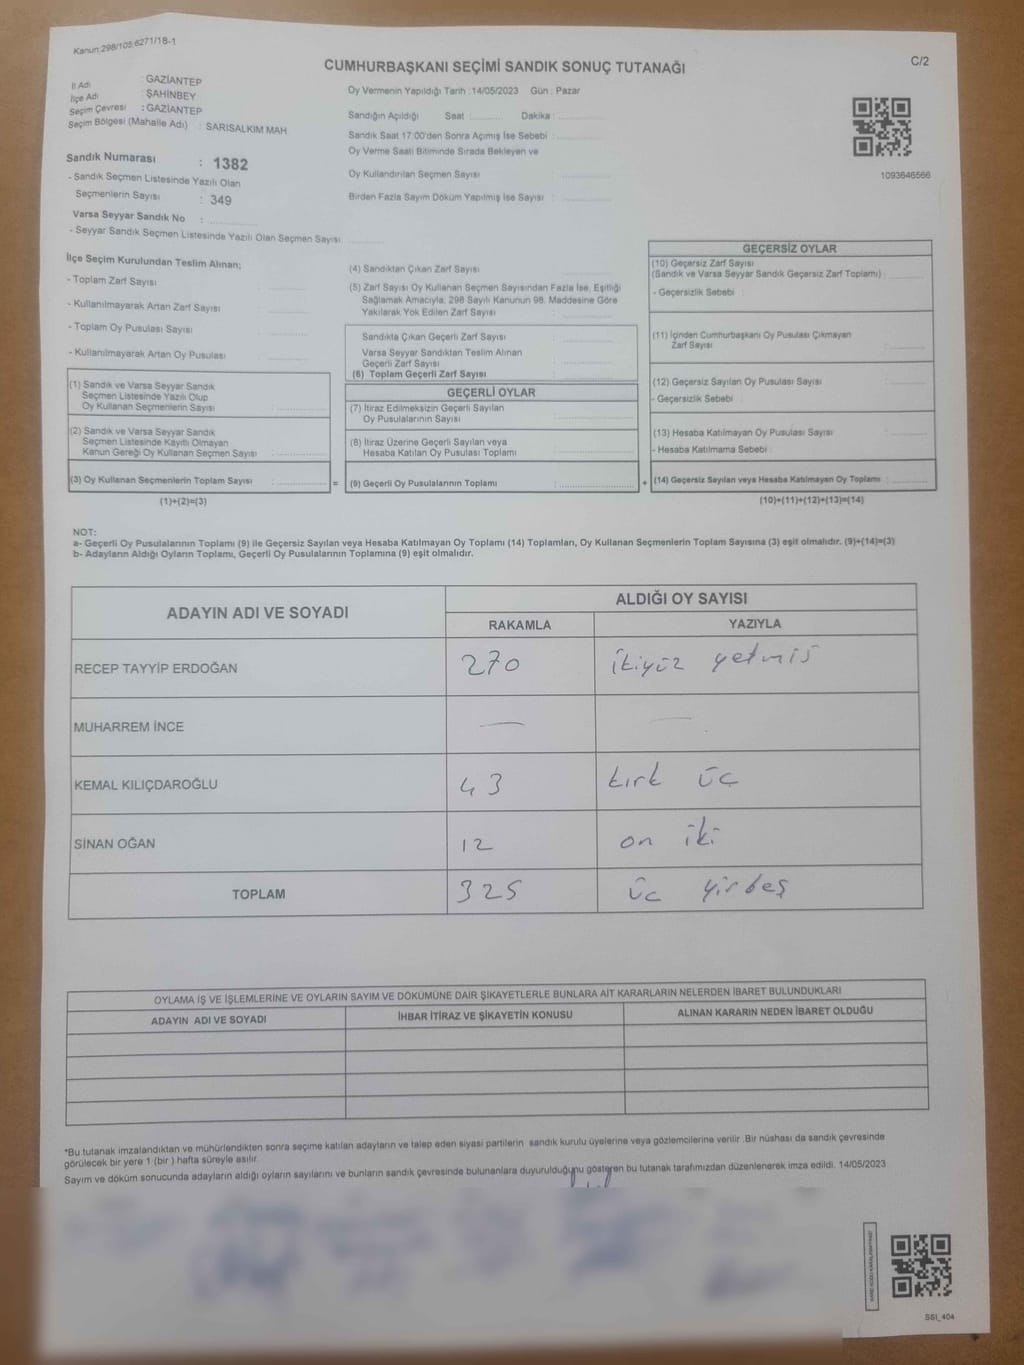 Kanun:298/105;6271/18-1
C/2
CUMHURBAŞKANI SEÇİMİ SANDIK SONUÇ TUTANAĞI
İl Adı : GAZİANTEP
İlçe Adı : ŞAHİNBEY
Seçim Çevresi : GAZİANTEP
Seçim Bölgesi (Mahalle Adı) : SARISALKIM MAH
Sandık Numarası : 1382
- Sandık Seçmen Listesinde Yazılı Olan
Seçmenlerin Sayısı : 349
Varsa Seyyar Sandık No :
- Seyyar Sandık Seçmen Listesinde Yazılı Olan Seçmen Sayısı
Oy Vermenin Yapıldığı Tarih :14/05/2023 Gün : Pazar
Sandığın Açıldığı Saat Dakika :
Sandık Saat 17:00'den Sonra Açımış İse Sebebi :
Oy Verme Saati Bitiminde Sırada Bekleyen ve
Oy Kullandırılan Seçmen Sayısı :
Birden Fazla Sayım Döküm Yapılmış İse Sayısı :
1093646566
İlçe Seçim Kurulundan Teslim Alınan;
- Toplam Zarf Sayısı :
- Kullanılmayarak Artan Zarf Sayısı :
- Toplam Oy Pusulası Sayısı :
- Kullanılmayarak Artan Oy Pusulası :
(1) Sandık ve Varsa Seyyar Sandık
Seçmen Listesinde Yazılı Olup
Oy Kullanan Seçmenlerin Sayısı :
(2) Sandık ve Varsa Seyyar Sandık
Seçmen Listesinde Kayıtlı Olmayan
Kanun Gereği Oy Kullanan Seçmen Sayısı :
(3) Oy Kullanan Seçmenlerin Toplam Sayısı :
(1)+(2)=(3)
(4) Sandıktan Çıkan Zarf Sayısı
(5) Zarf Sayısı Oy Kullanan Seçmen Sayısından Fazla İse, Eşitliği
Sağlamak Amacıyla, 298 Sayılı Kanunun 98. Maddesine Göre
Yakılarak Yok Edilen Zarf Sayısı :
Sandıkta Çıkan Geçerli Zarf Sayısı :
Varsa Seyyar Sandıktan Teslim Alınan
Geçerli Zarf Sayısı :
(6) Toplam Geçerli Zarf Sayısı :
GEÇERLİ OYLAR
(7) İtiraz Edilmeksizin Geçerli Sayılan
Oy Pusulalarının Sayısı :
(8) İtiraz Üzerine Geçerli Sayılan veya
Hesaba Katılan Oy Pusulası Toplamı :
= (9) Geçerli Oy Pusulalarının Toplamı :
GEÇERSİZ OYLAR
(10) Geçersiz Zarf Sayısı
(Sandık ve Varsa Seyyar Sandık Geçersiz Zarf Toplamı) :
- Geçersizlik Sebebi :
(11) İçinden Cumhurbaşkanı Oy Pusulası Çıkmayan
Zarf Sayısı :
(12) Geçersiz Sayılan Oy Pusulası Sayısı :
- Geçersizlik Sebebi :
(13) Hesaba Katılmayan Oy Pusulası Sayısı :
- Hesaba Katılmama Sebebi :
+ (14) Geçersiz Sayılan veya Hesaba Katılmayan Oy Toplamı :
(10)+(11)+(12)+(13)=(14)
NOT:
a- Geçerli Oy Pusulalarının Toplamı (9) ile Geçersiz Sayılan veya Hesaba Katılmayan Oy Toplamı (14) Toplamları, Oy Kullanan Seçmenlerin Toplam Sayısına (3) eşit olmalıdır. (9)+(14)=(3)
b- Adayların Aldığı Oyların Toplamı, Geçerli Oy Pusulalarının Toplamına (9) eşit olmalıdır.
ADAYIN ADI VE SOYADI
ALDIĞI OY SAYISI
RAKAMLA YAZIYLA
RECEP TAYYİP ERDOĞAN 270 ikiyüz yetmiş
MUHARREM İNCE — —
KEMAL KILIÇDAROĞLU 43 kırk üç
SİNAN OĞAN 12 on iki
TOPLAM 325 üc yirbeş
OYLAMA İŞ VE İŞLEMLERİNE VE OYLARIN SAYIM VE DÖKÜMÜNE DAİR ŞİKAYETLERLE BUNLARA AİT KARARLARIN NELERDEN İBARET BULUNDUKLARI
ADAYIN ADI VE SOYADI İHBAR İTİRAZ VE ŞİKAYETİN KONUSU ALINAN KARARIN NEDEN İBARET OLDUĞU
*Bu tutanak imzalandıktan ve mühürlendikten sonra seçime katılan adayların ve talep eden siyasi partilerin sandık kurulu üyelerine veya gözlemcilerine verilir .Bir nüshası da sandık çevresinde
görülecek bir yere 1 (bir ) hafta süreyle asılır.
Sayım ve döküm sonucunda adayların aldığı oyların sayılarını ve bunların sandık çevresinde bulunanlara duyurulduğunu gösteren bu tutanak tarafımızdan düzenlenerek imza edildi. 14/05/2023
SSI_404